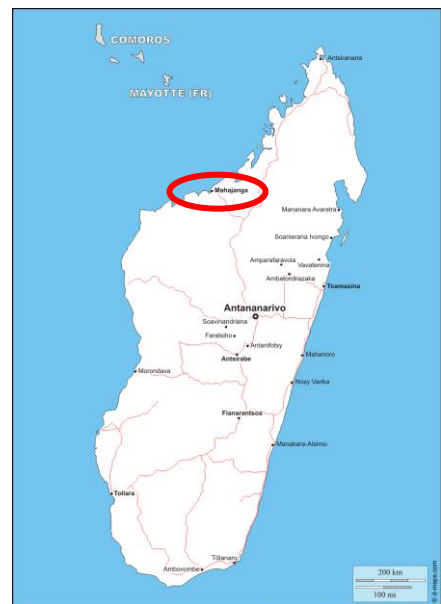 COMOROS
MAYOTTE (FR)
Antsiranana
Mahajanga
Mananara Avaratra
Soanierana Ivongo
Amparafaravola
Vavatenina
Ambatondrazaka
Toamasina
Antananarivo
Soavinandriana
Faratsiho
Antanifotsy
Antsirabe
Mahanoro
Morondava
Nosy Varika
Fianarantsoa
Manakara-Atsimo
Toliara
Tôlanaro
Ambovombe
200 km
100 mi
© d-maps.com